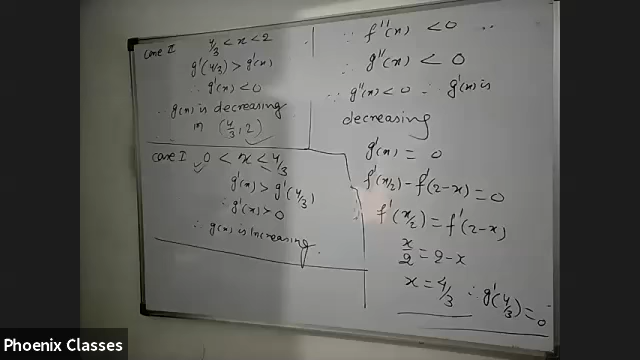 Case II 4/3 < x < 2
g'(4/3) > g'(x)
∴ g'(x) < 0
∴ g(x) is decreasing
in (4/3, 2)
Case I 0 < x < 4/3
g'(x) > g'(4/3)
∴ g'(x) > 0
∴ g(x) is Increasing.
∵ f''(x) < 0
∴ g''(x) < 0
∵ g''(x) < 0 ∴ g'(x) is
decreasing
g'(x) = 0
f'(x/2) - f'(2-x) = 0
f'(x/2) = f'(2-x)
x/2 = 2-x
x = 4/3 ∴ g'(4/3) = 0
Phoenix Classes